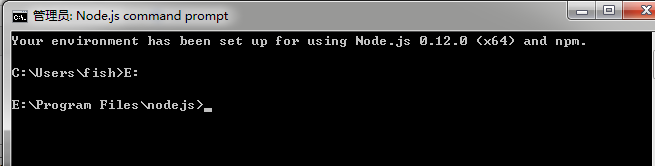 管理员: Node.js command prompt
Your environment has been set up for using Node.js 0.12.0 (x64) and npm.
C:\Users\fish>E:
E:\Program Files\nodejs>_